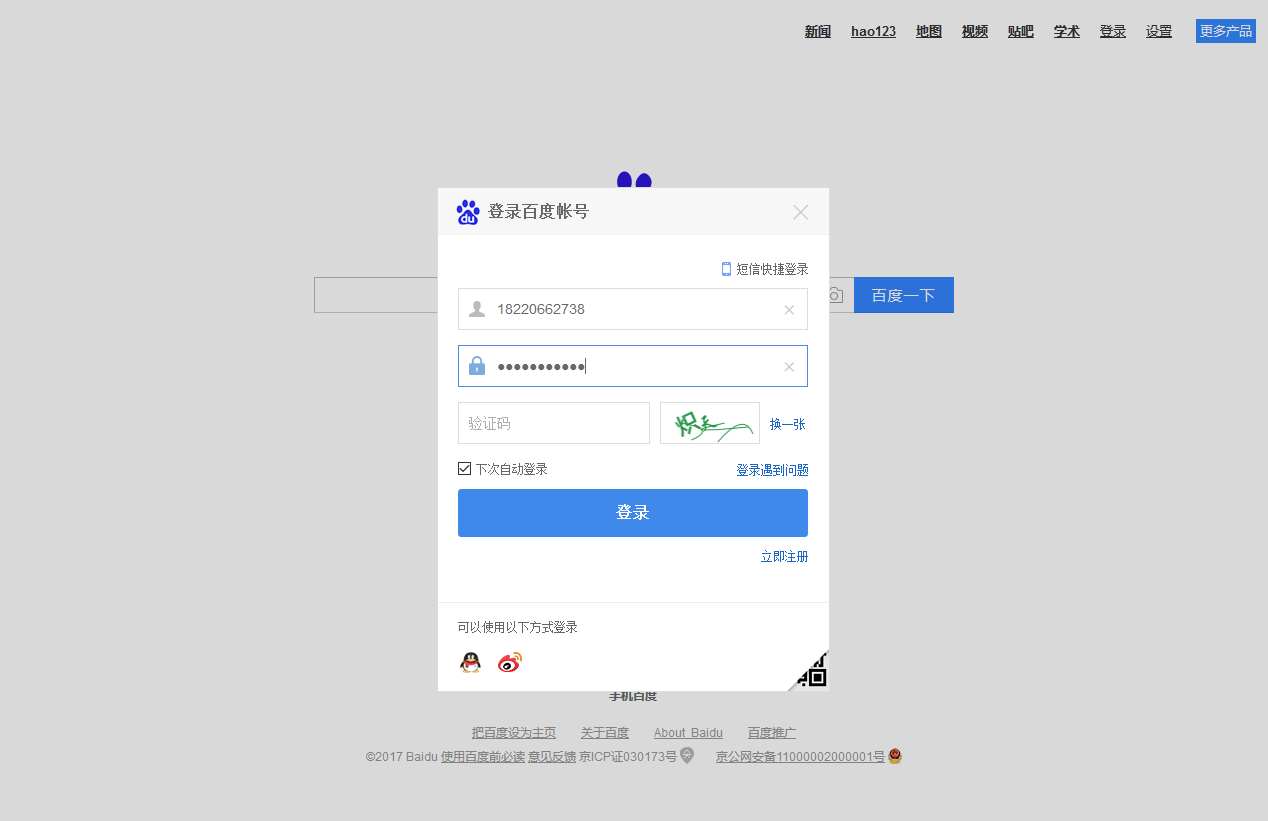 新闻 hao123 地图 视频 贴吧 学术 登录 设置 更多产品
du 登录百度帐号
短信快捷登录
18220662738
百度一下
●●●●●●●●●●●
验证码 换一张
下次自动登录 登录遇到问题
登录
立即注册
可以使用以下方式登录
手机百度
把百度设为主页 关于百度 About Baidu 百度推广
©2017 Baidu 使用百度前必读 意见反馈 京ICP证030173号 京公网安备11000002000001号